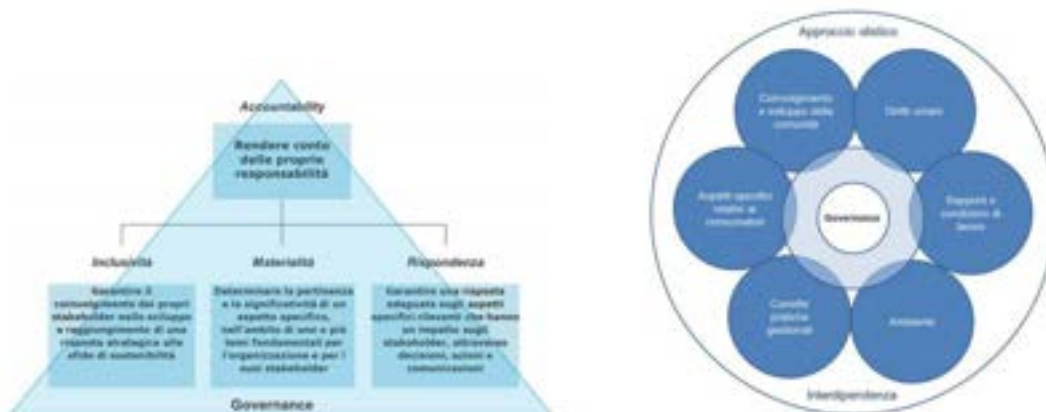 Accountability
Rendere conto
delle proprie
responsabilità
Inclusività
Garantire il
coinvolgimento dei propri
stakeholder nello sviluppo
e raggiungimento di una
risposta strategica alle
sfide di sostenibilità
Materialità
Determinare la pertinenza
e la significatività di un
aspetto specifico,
nell'ambito di uno e più
temi fondamentali per
l'organizzazione e per i
suoi stakeholder
Rispondenza
Garantire una risposta
adeguata sugli aspetti
specifici rilevanti che hanno
un impatto sugli
stakeholder, attraverso
decisioni, azioni e
comunicazioni
Governance
Approccio olistico
Coinvolgimento
e sviluppo della
comunità
Diritti umani
Aspetti specifici
relativi ai
consumatori
Governance
Rapporti e
condizioni di
lavoro
Corrette
pratiche
gestionali
Ambiente
Interdipendenza